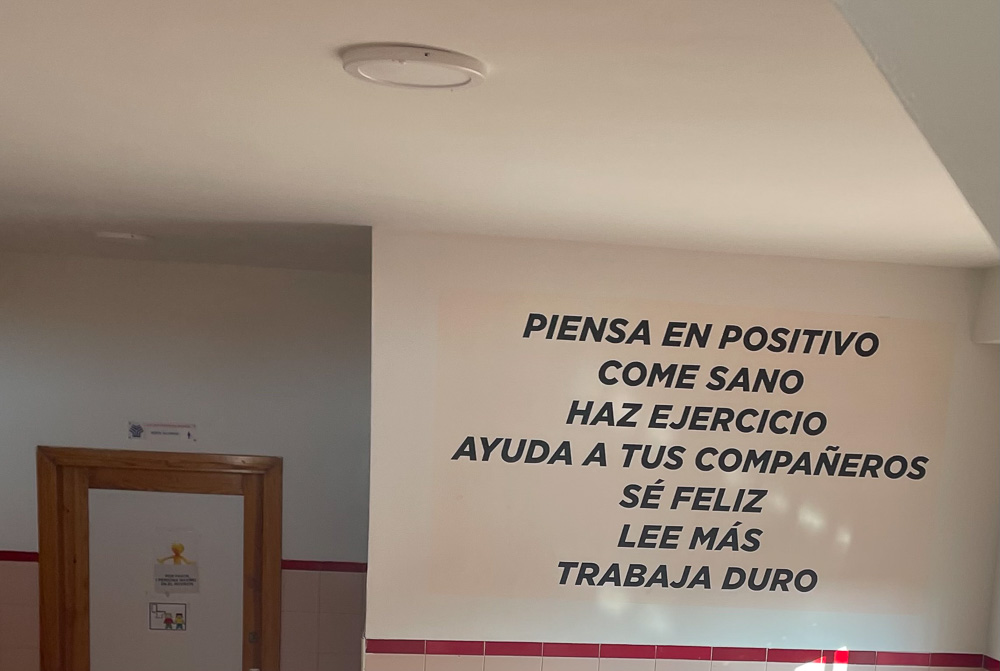 PIENSA EN POSITIVO
COME SANO
HAZ EJERCICIO
AYUDA A TUS COMPAÑEROS
SÉ FELIZ
LEE MÁS
TRABAJA DURO